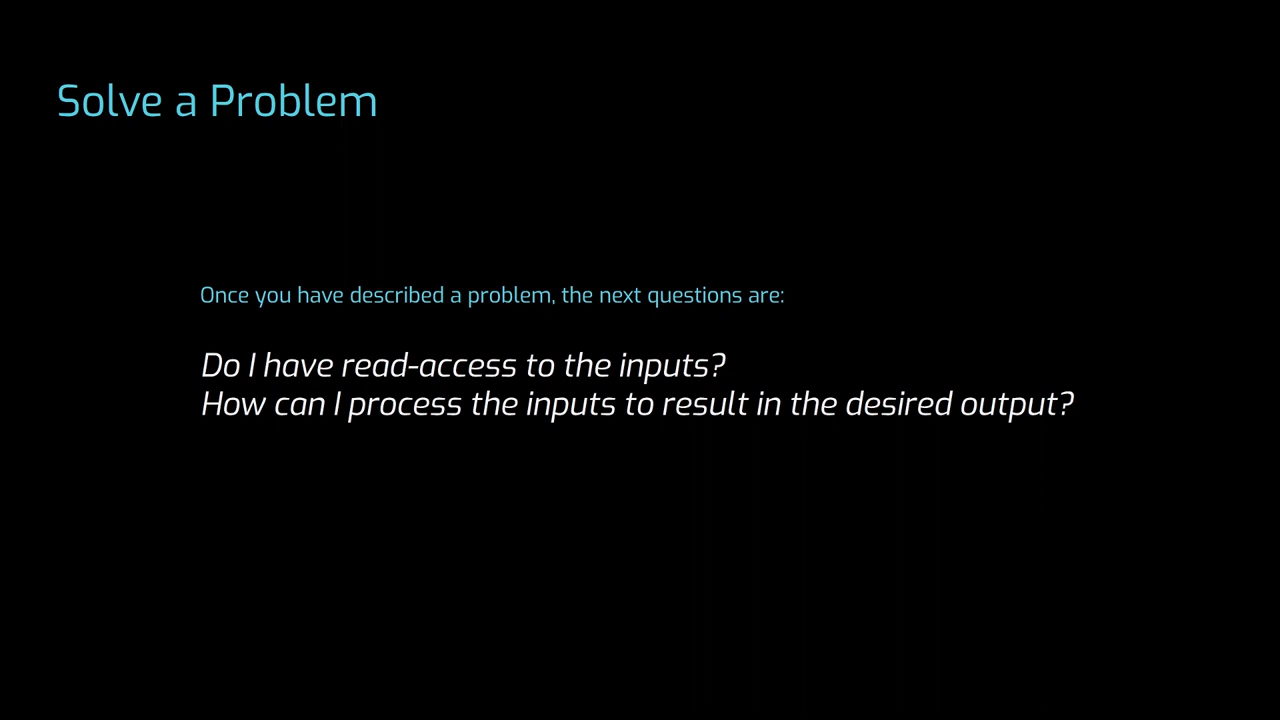 Solve a Problem
Once you have described a problem, the next questions are:
Do I have read-access to the inputs?
How can I process the inputs to result in the desired output?